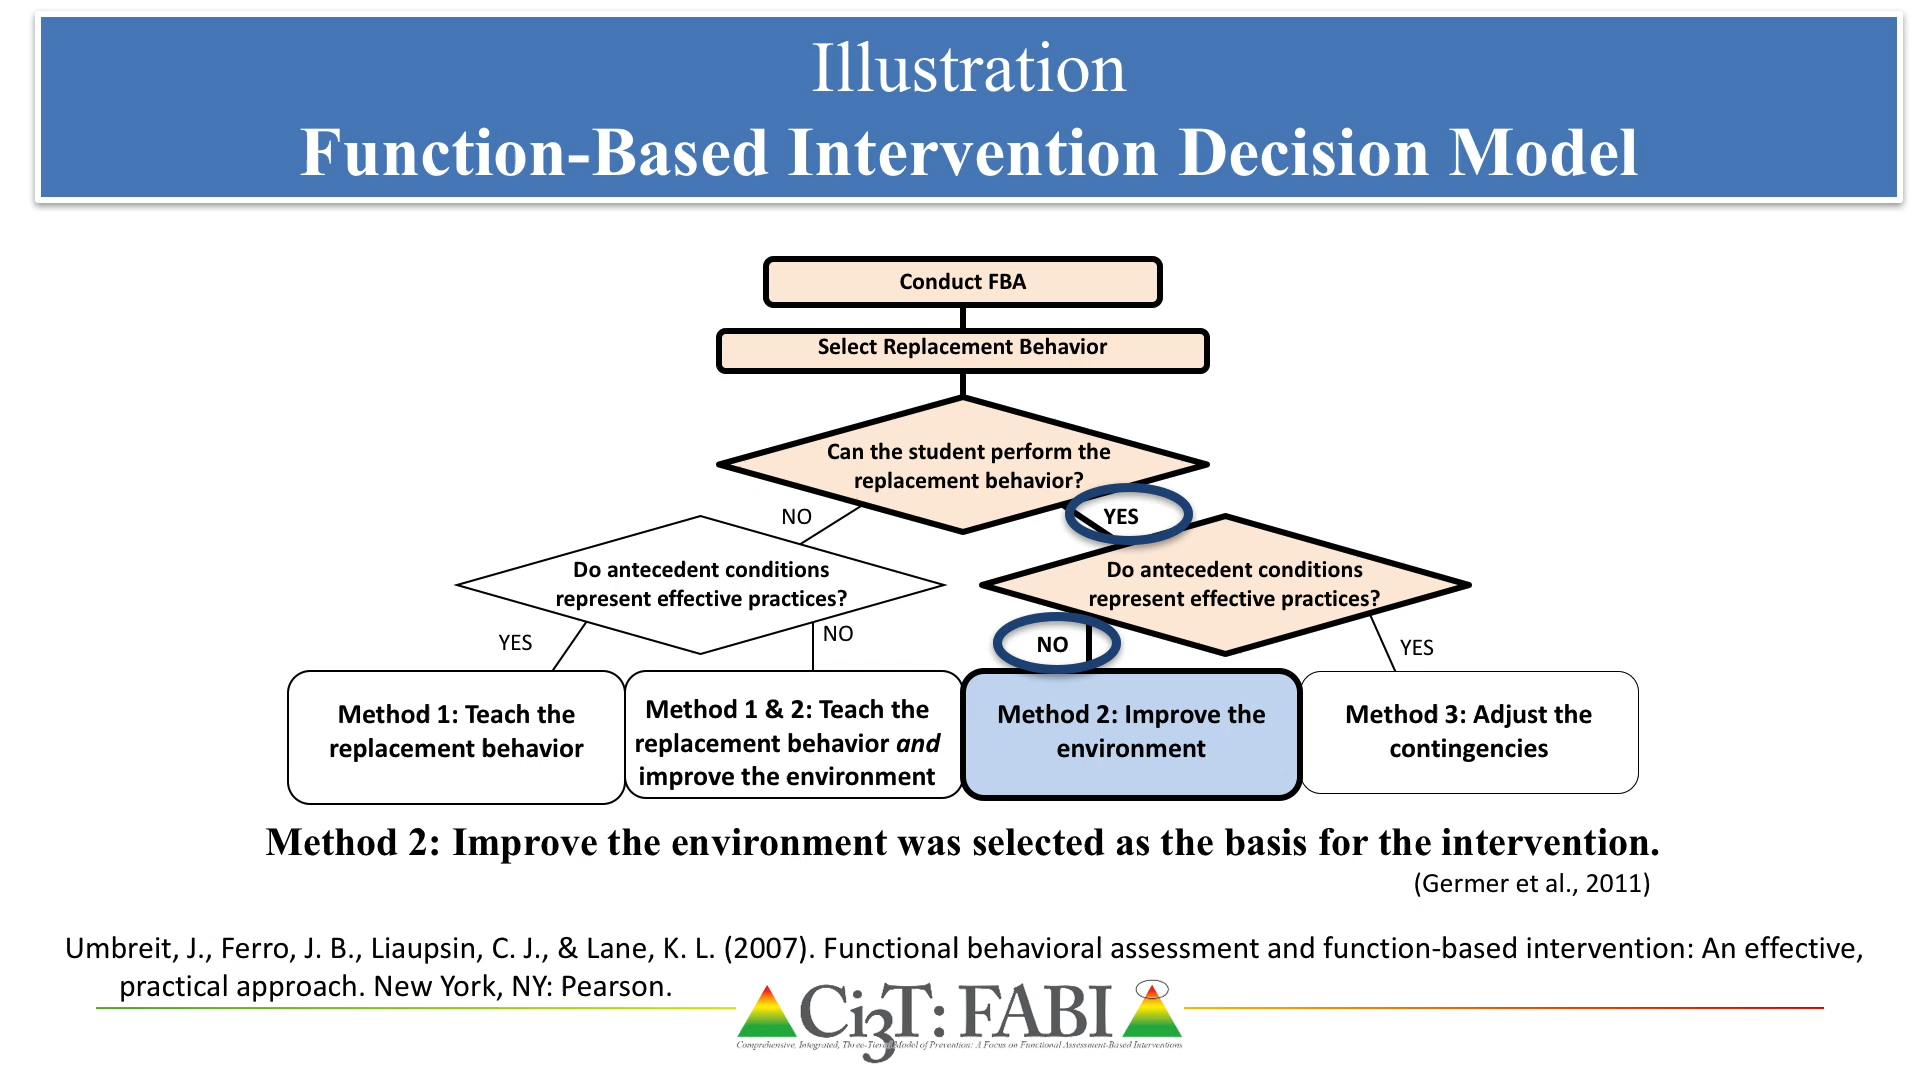 Illustration
Function-Based Intervention Decision Model
Conduct FBA
Select Replacement Behavior
Can the student perform the
replacement behavior?
NO
YES
Do antecedent conditions
represent effective practices?
Do antecedent conditions
represent effective practices?
YES
NO
NO
YES
Method 1: Teach the
replacement behavior
Method 1 & 2: Teach the
replacement behavior and
improve the environment
Method 2: Improve the
environment
Method 3: Adjust the
contingencies
Method 2: Improve the environment was selected as the basis for the intervention.
(Germer et al., 2011)
Umbreit, J., Ferro, J. B., Liaupsin, C. J., & Lane, K. L. (2007). Functional behavioral assessment and function-based intervention: An effective,
practical approach. New York, NY: Pearson.
Ci3T: FABI
Comprehensive, Integrated, Three-Tiered Model of Prevention: A Focus on Functional Assessment-Based Interventions